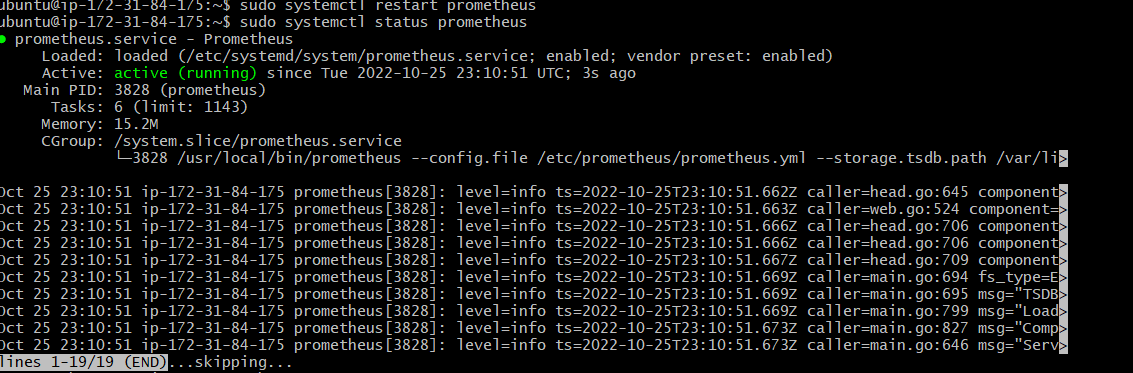 ubuntu@ip-172-31-84-175:~$ sudo systemctl restart prometheus
ubuntu@ip-172-31-84-175:~$ sudo systemctl status prometheus
● prometheus.service - Prometheus
Loaded: loaded (/etc/systemd/system/prometheus.service; enabled; vendor preset: enabled)
Active: active (running) since Tue 2022-10-25 23:10:51 UTC; 3s ago
Main PID: 3828 (prometheus)
Tasks: 6 (limit: 1143)
Memory: 15.2M
CGroup: /system.slice/prometheus.service
└─3828 /usr/local/bin/prometheus --config.file /etc/prometheus/prometheus.yml --storage.tsdb.path /var/li>
Oct 25 23:10:51 ip-172-31-84-175 prometheus[3828]: level=info ts=2022-10-25T23:10:51.662Z caller=head.go:645 component>
Oct 25 23:10:51 ip-172-31-84-175 prometheus[3828]: level=info ts=2022-10-25T23:10:51.663Z caller=web.go:524 component=>
Oct 25 23:10:51 ip-172-31-84-175 prometheus[3828]: level=info ts=2022-10-25T23:10:51.666Z caller=head.go:706 component>
Oct 25 23:10:51 ip-172-31-84-175 prometheus[3828]: level=info ts=2022-10-25T23:10:51.666Z caller=head.go:706 component>
Oct 25 23:10:51 ip-172-31-84-175 prometheus[3828]: level=info ts=2022-10-25T23:10:51.667Z caller=head.go:709 component>
Oct 25 23:10:51 ip-172-31-84-175 prometheus[3828]: level=info ts=2022-10-25T23:10:51.669Z caller=main.go:694 fs_type=E>
Oct 25 23:10:51 ip-172-31-84-175 prometheus[3828]: level=info ts=2022-10-25T23:10:51.669Z caller=main.go:695 msg="TSDB>
Oct 25 23:10:51 ip-172-31-84-175 prometheus[3828]: level=info ts=2022-10-25T23:10:51.669Z caller=main.go:799 msg="Load>
Oct 25 23:10:51 ip-172-31-84-175 prometheus[3828]: level=info ts=2022-10-25T23:10:51.673Z caller=main.go:827 msg="Comp>
Oct 25 23:10:51 ip-172-31-84-175 prometheus[3828]: level=info ts=2022-10-25T23:10:51.673Z caller=main.go:646 msg="Serv>
lines 1-19/19 (END)...skipping...